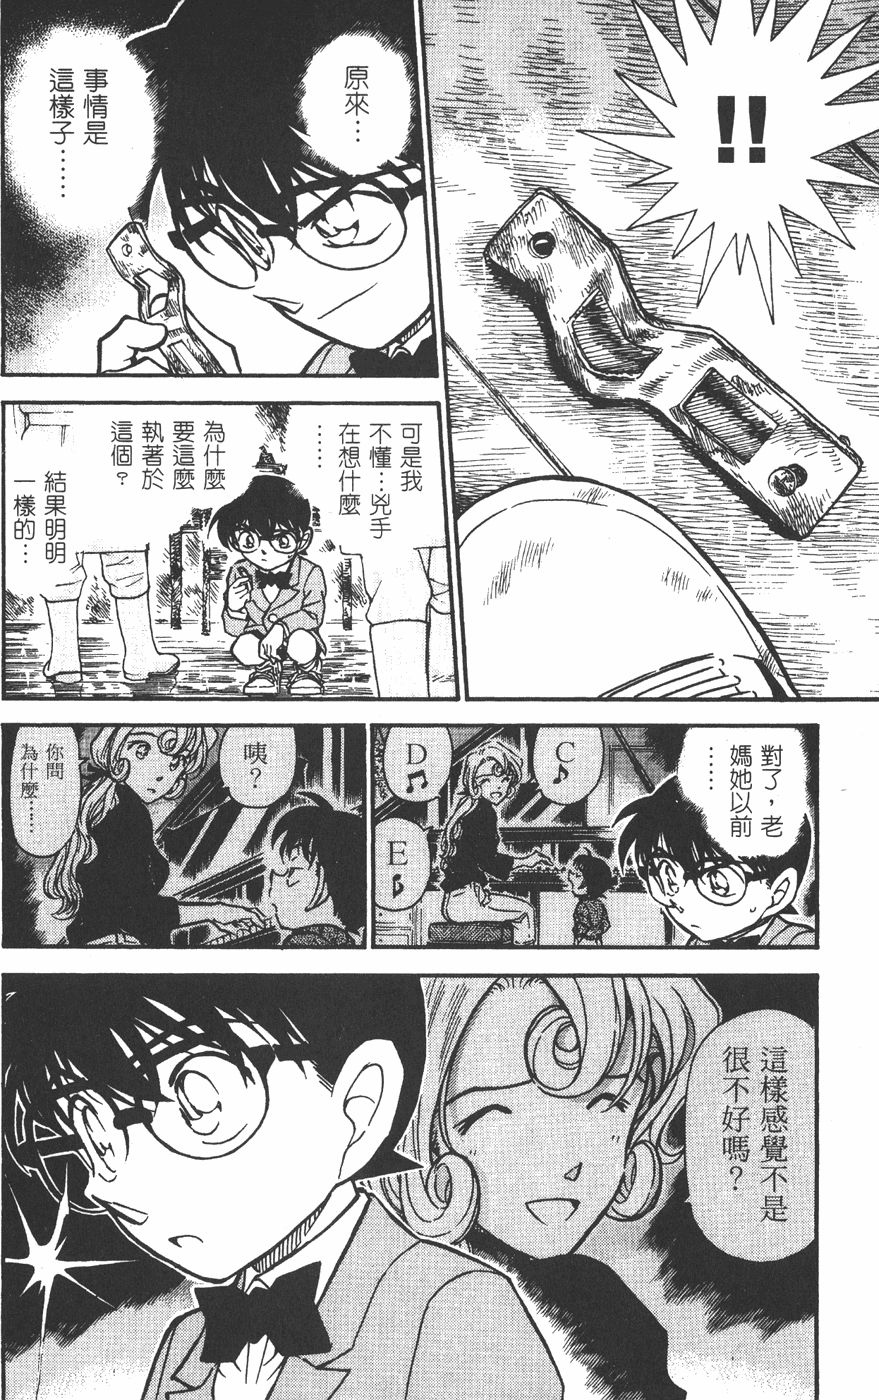 !!
原來…
事情是
這樣子……
可是我
不懂…兇手
在想什麼
……
為什麼
要這麼
執著於
這個？
結果明明
一樣的…
對了，老
媽她以前
……
C♪
D♫
E♪
咦？
你問
為什麼……
這樣感覺不是
很不好嗎？